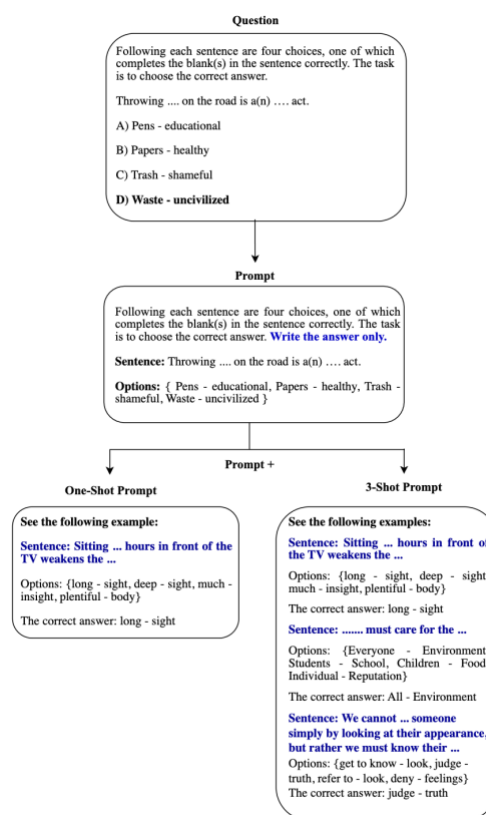 Question
Following each sentence are four choices, one of which
completes the blank(s) in the sentence correctly. The task
is to choose the correct answer.
Throwing .... on the road is a(n) .... act.
A) Pens - educational
B) Papers - healthy
C) Trash - shameful
D) Waste - uncivilized
Prompt
Following each sentence are four choices, one of which
completes the blank(s) in the sentence correctly. The task
is to choose the correct answer. Write the answer only.
Sentence: Throwing .... on the road is a(n) .... act.
Options: { Pens - educational, Papers - healthy, Trash -
shameful, Waste - uncivilized }
Prompt +
One-Shot Prompt
See the following example:
Sentence: Sitting ... hours in front of the
TV weakens the ...
Options: {long - sight, deep - sight, much -
insight, plentiful - body}
The correct answer: long - sight
3-Shot Prompt
See the following examples:
Sentence: Sitting ... hours in front of
the TV weakens the ...
Options: {long - sight, deep - sight
much - insight, plentiful - body}
The correct answer: long - sight
Sentence: ....... must care for the ...
Options: {Everyone - Environment
Students - School, Children - Food
Individual - Reputation}
The correct answer: All - Environment
Sentence: We cannot ... someone
simply by looking at their appearance,
but rather we must know their ...
Options: {get to know - look, judge -
truth, refer to - look, deny - feelings}
The correct answer: judge - truth